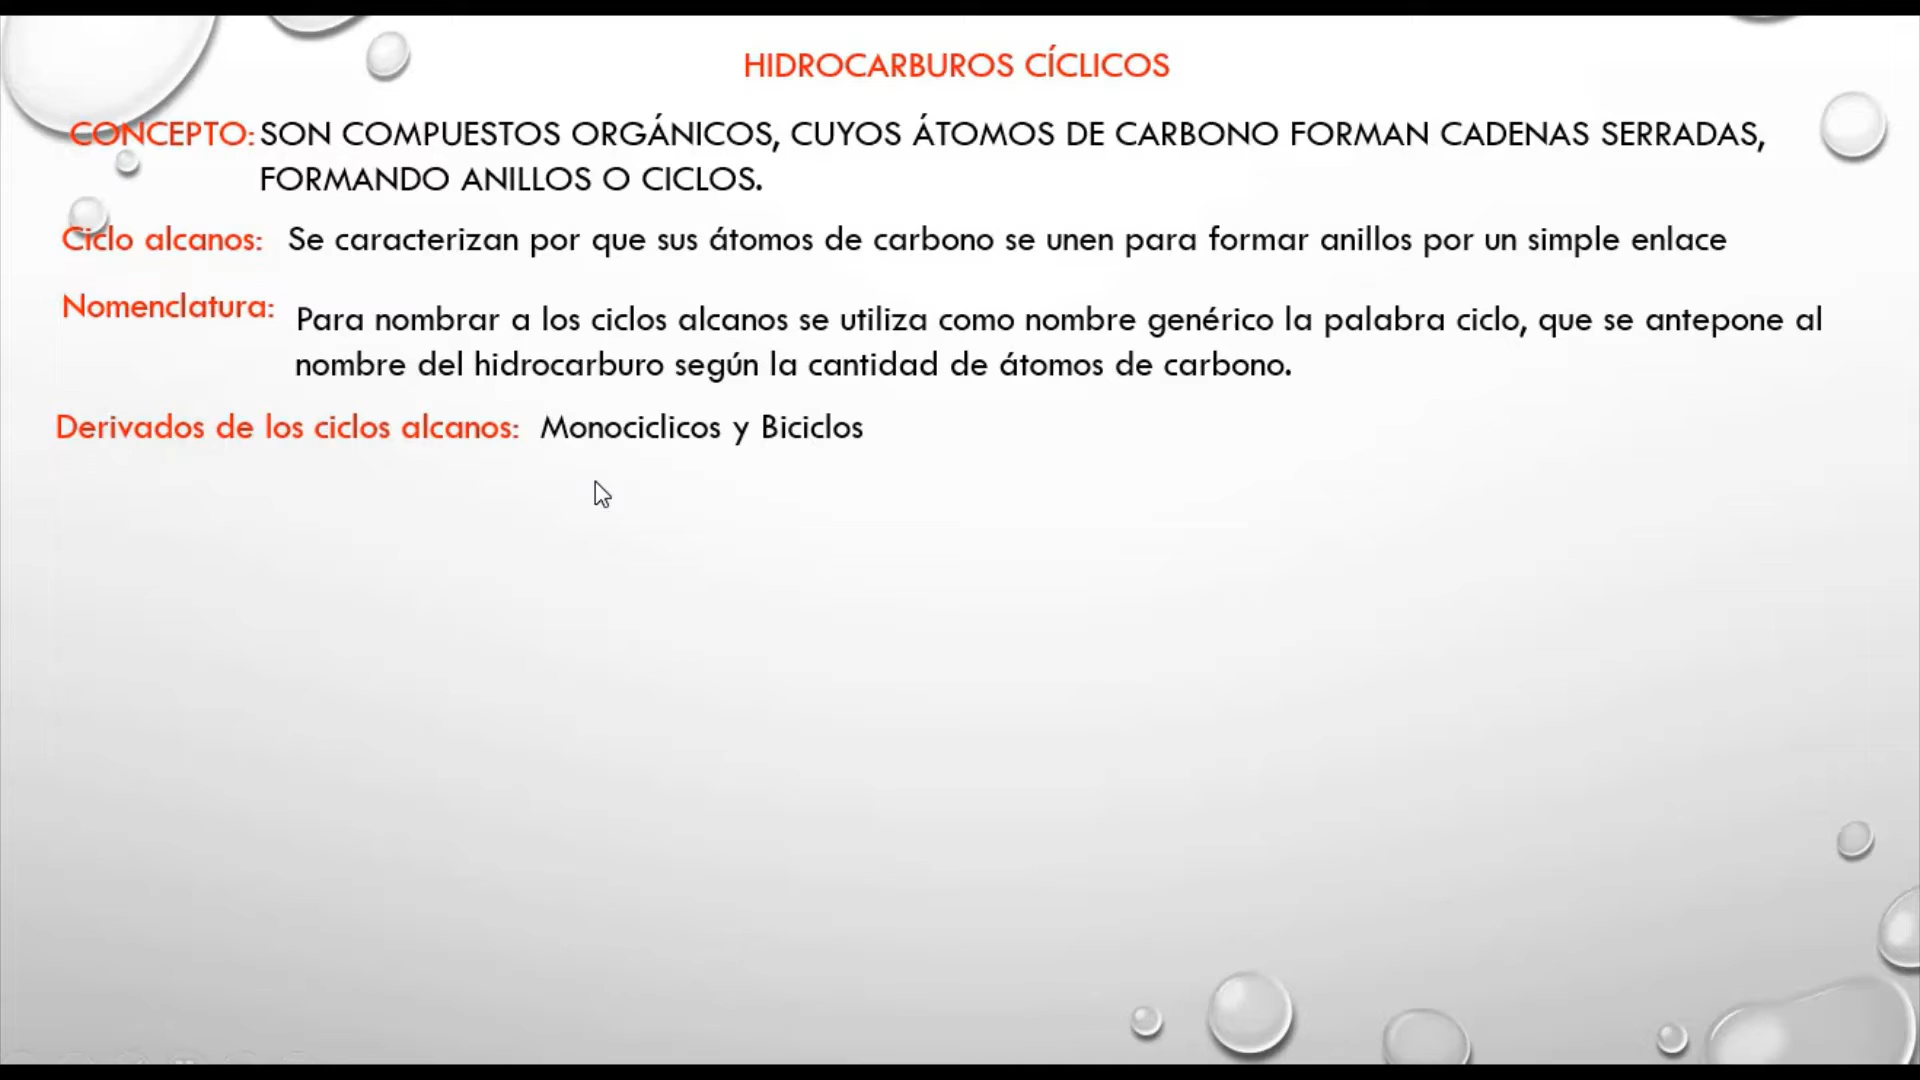 HIDROCARBUROS CÍCLICOS
CONCEPTO: SON COMPUESTOS ORGÁNICOS, CUYOS ÁTOMOS DE CARBONO FORMAN CADENAS SERRADAS,
FORMANDO ANILLOS O CICLOS.
Ciclo alcanos: Se caracterizan por que sus átomos de carbono se unen para formar anillos por un simple enlace
Nomenclatura: Para nombrar a los ciclos alcanos se utiliza como nombre genérico la palabra ciclo, que se antepone al
nombre del hidrocarburo según la cantidad de átomos de carbono.
Derivados de los ciclos alcanos: Monociclicos y Biciclos